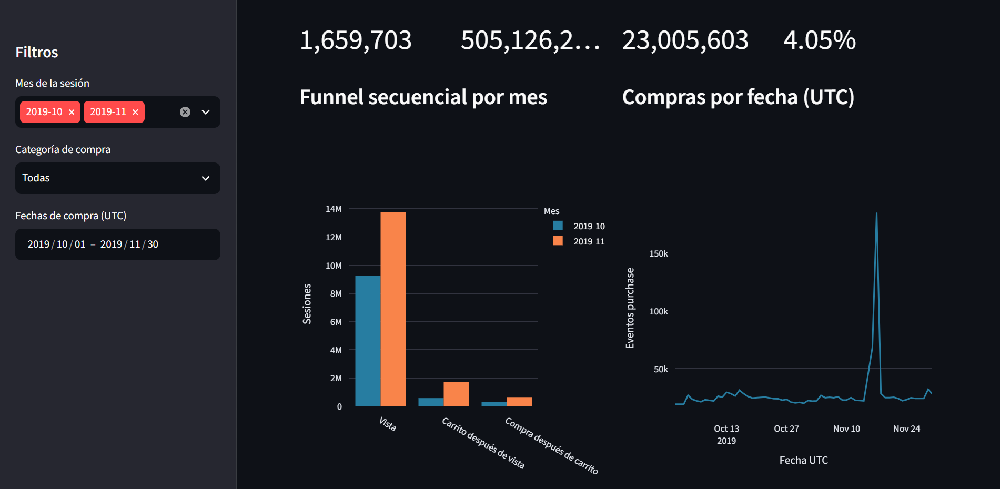 Filtros
Mes de la sesión
2019-10 × 2019-11 ×
Categoría de compra
Todas
Fechas de compra (UTC)
2019/10/01 – 2019/11/30
1,659,703
505,126,2…
23,005,603
4.05%
Funnel secuencial por mes
14M
12M
10M
8M
6M
4M
2M
0
Sesiones
Vista
Carrito después de vista
Compra después de carrito
Mes
2019-10
2019-11
Compras por fecha (UTC)
150k
100k
50k
Eventos purchase
Oct 13
2019
Oct 27
Nov 10
Nov 24
Fecha UTC